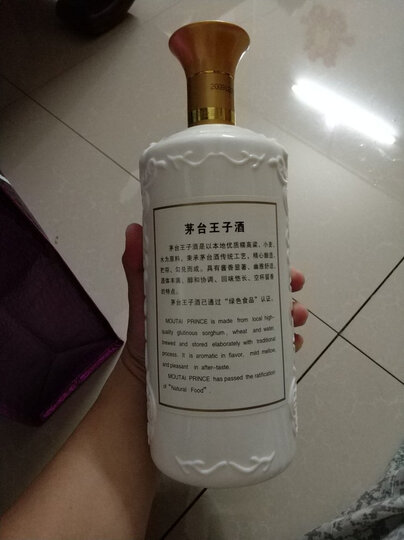 茅台王子酒
茅台王子酒是以本地优质糯高粱、小麦、
水为原料，秉承茅台酒传统工艺，精心酿造、
贮存、勾兑而成。具有酱香显著、幽雅舒适、
酒体丰满、醇和协调、回味悠长、空杯留香
的特点。
茅台王子酒已通过“绿色食品”认证。
MOUTAI PRINCE is made from local high-
quality glutinous sorghum, wheat and water,
brewed and stored elaborately with traditional
process. It is aromatic in flavor, mild mellow,
and pleasant in after-taste.
MOUTAI PRINCE has passed the ratification
of "Natural Food".